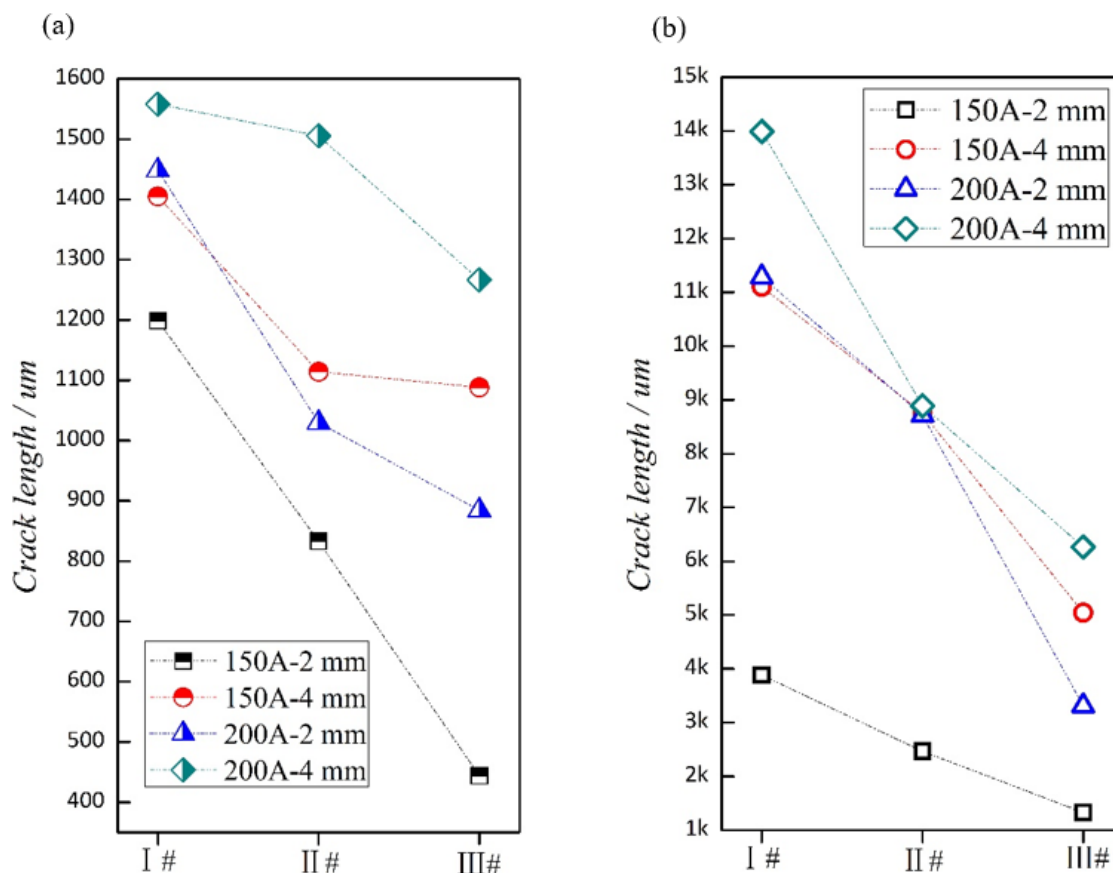 (a)
1600
1500
1400
1300
1200
1100
1000
900
800
700
600
500
400
Crack length / um
150A-2 mm
150A-4 mm
200A-2 mm
200A-4 mm
I #
II #
III#
(b)
15k
14k
13k
12k
11k
10k
9k
8k
7k
6k
5k
4k
3k
2k
1k
Crack length / um
150A-2 mm
150A-4 mm
200A-2 mm
200A-4 mm
I #
II #
III#